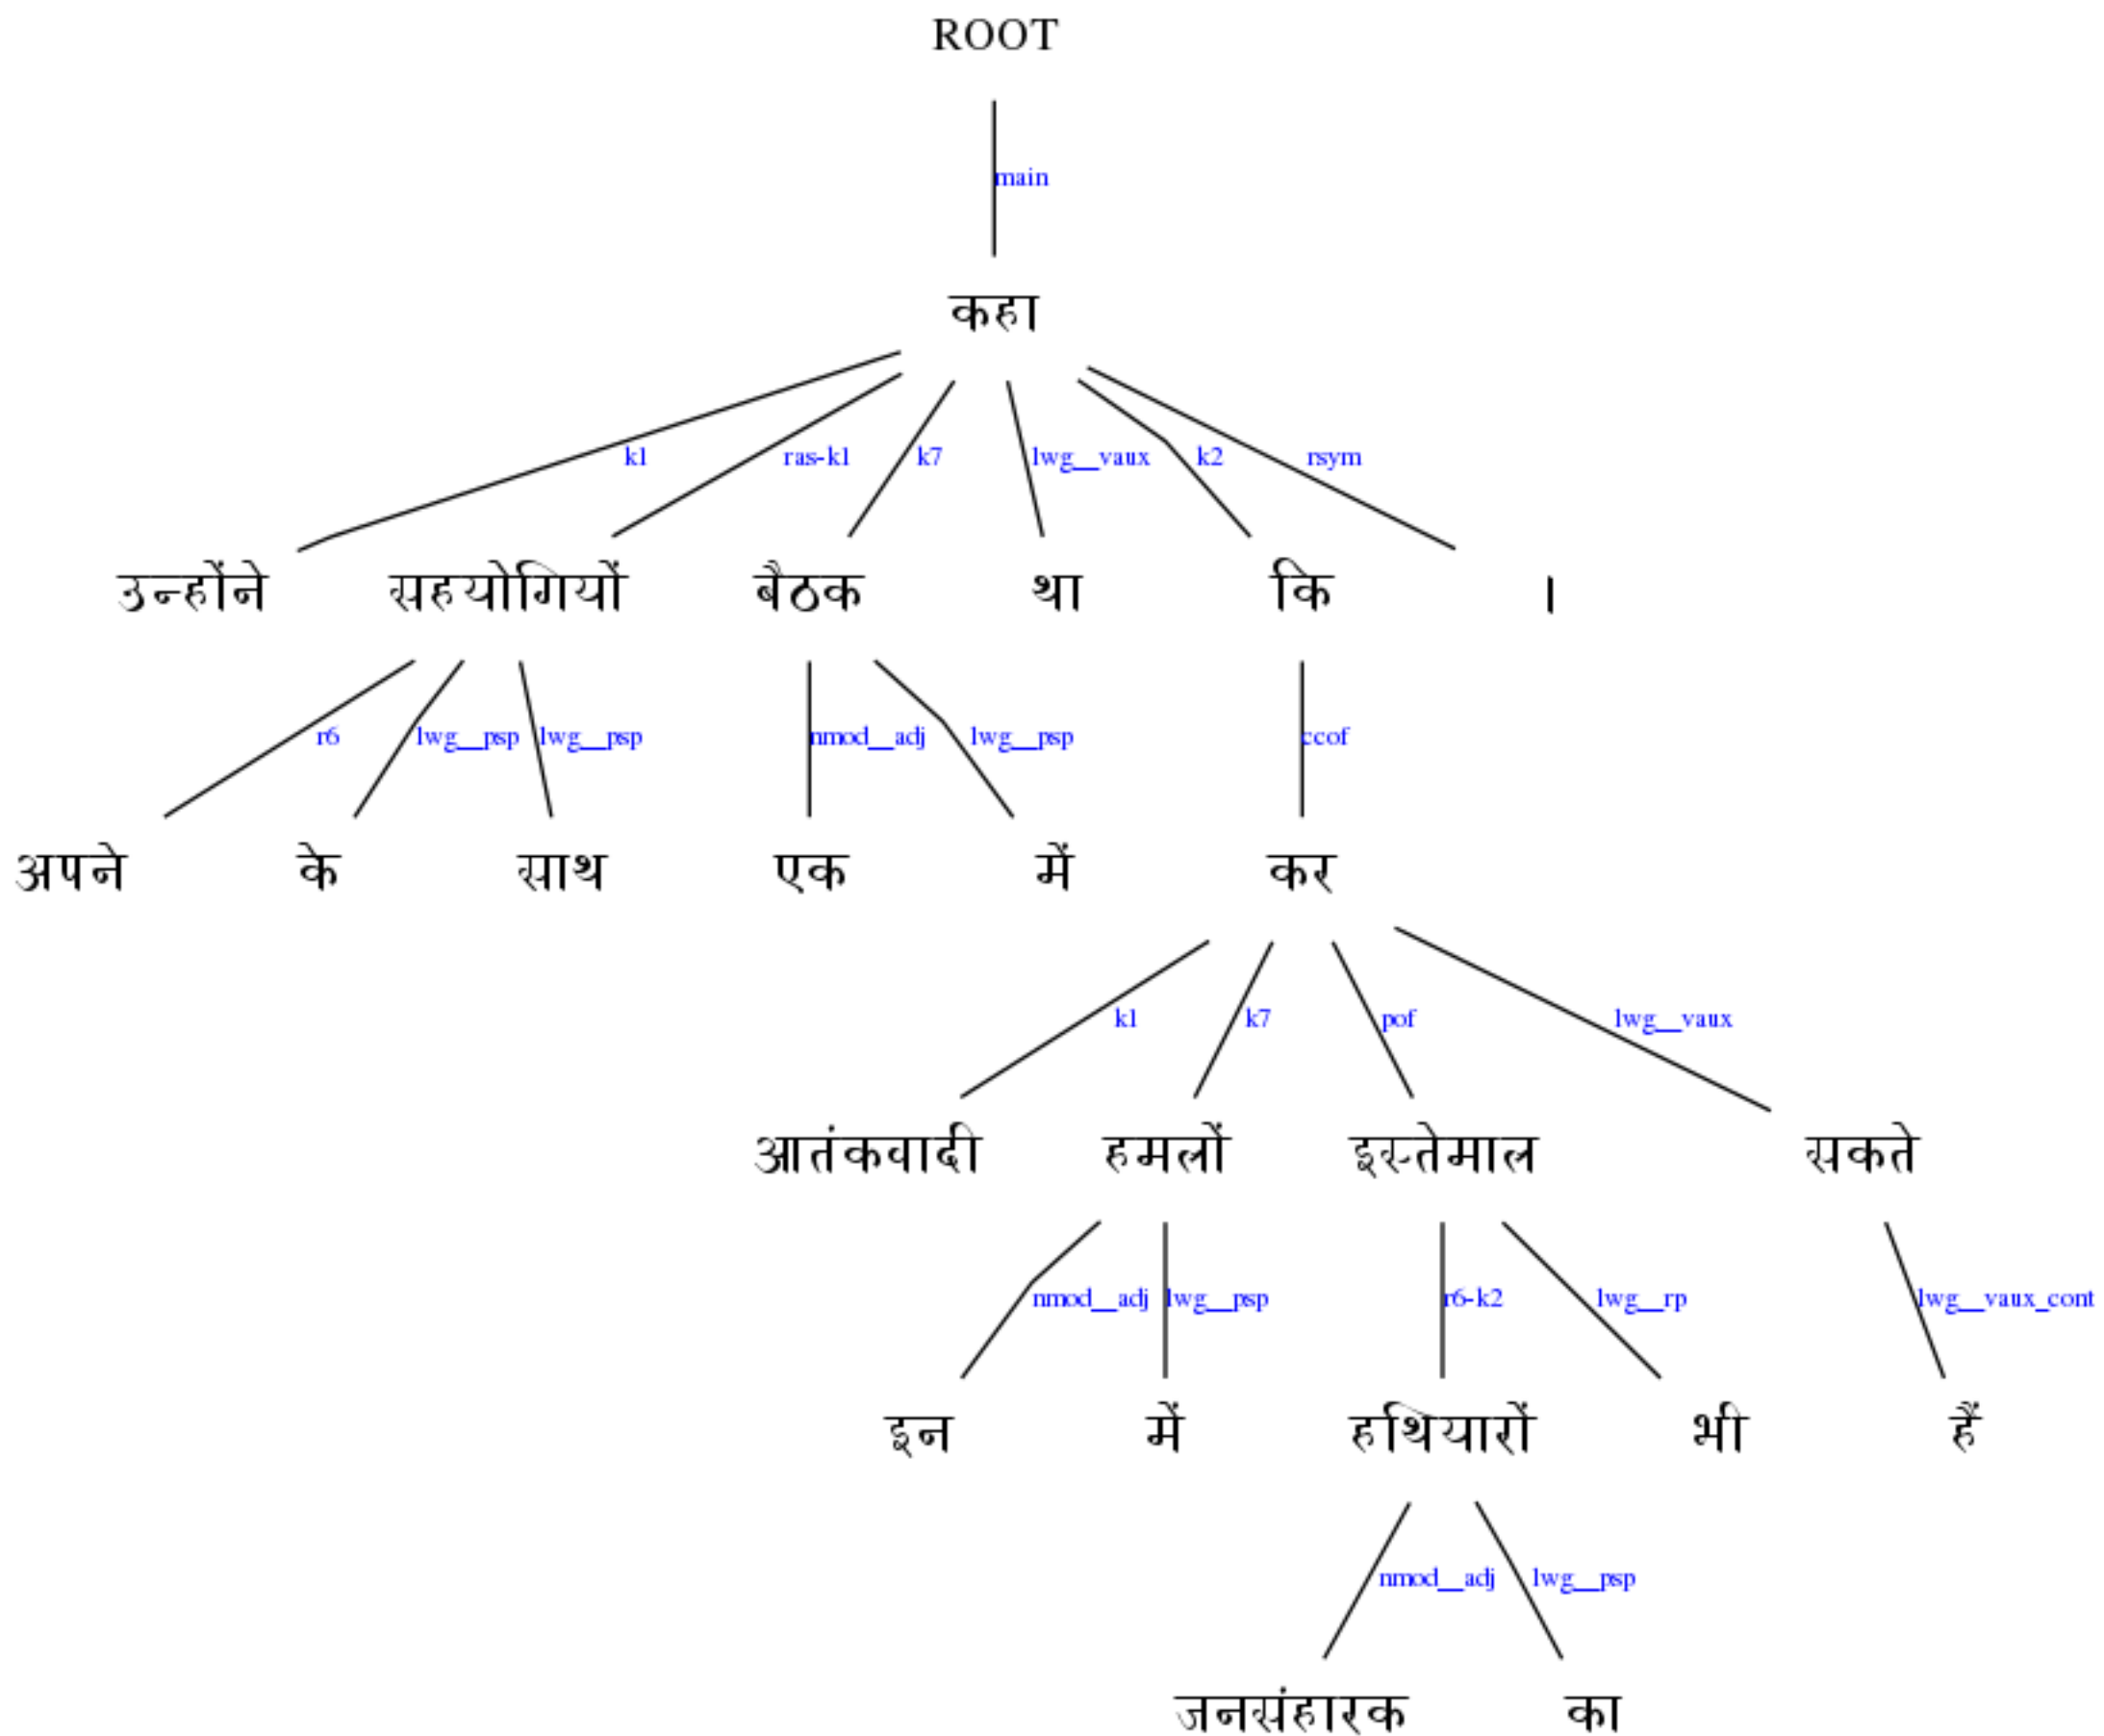 ROOT
main
कहा
k1 ras-k1 k7 lwg__vaux k2 rsym
उन्होंने सहयोगियों बैठक था कि ।
r6 lwg__psp lwg__psp nmod__adj lwg__psp ccof
अपने के साथ एक में कर
k1 k7 pof lwg__vaux
आतंकवादी हमलों इस्तेमाल सकते
nmod__adj lwg__psp r6-k2 lwg__rp lwg__vaux_cont
इन में हथियारों भी हैं
nmod__adj lwg__psp
जनसंहारक का